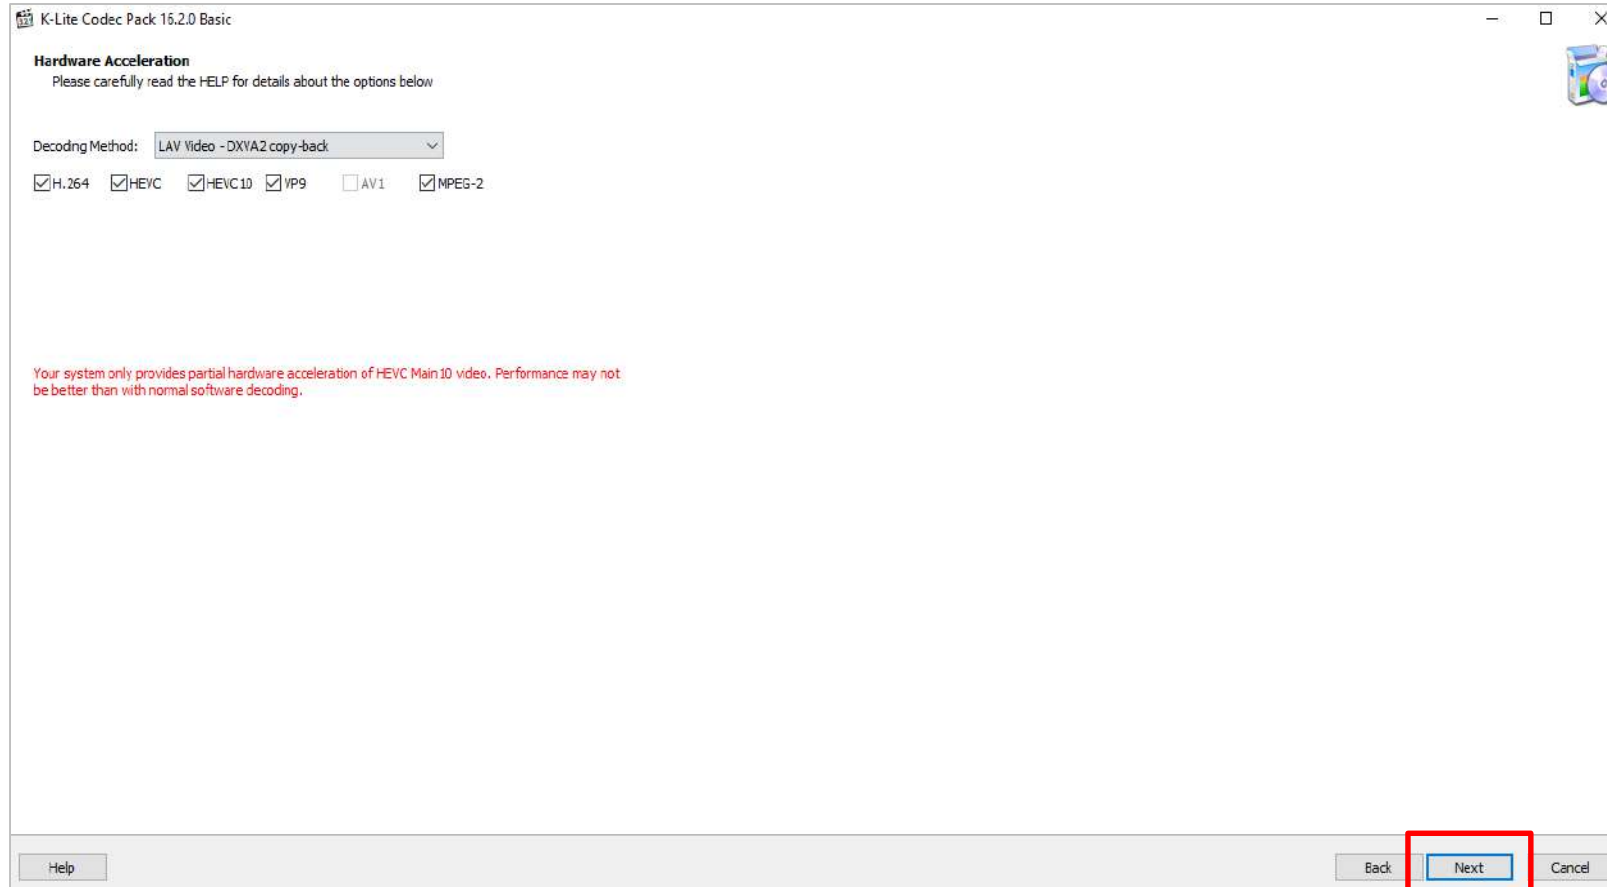 K-Lite Codec Pack 16.2.0 Basic
Hardware Acceleration
Please carefully read the HELP for details about the options below
Decoding Method: LAV Video - DXVA2 copy-back
H.264 HEVC HEVC10 VP9 AV1 MPEG-2
Your system only provides partial hardware acceleration of HEVC Main10 video. Performance may not
be better than with normal software decoding.
Help Back Next Cancel